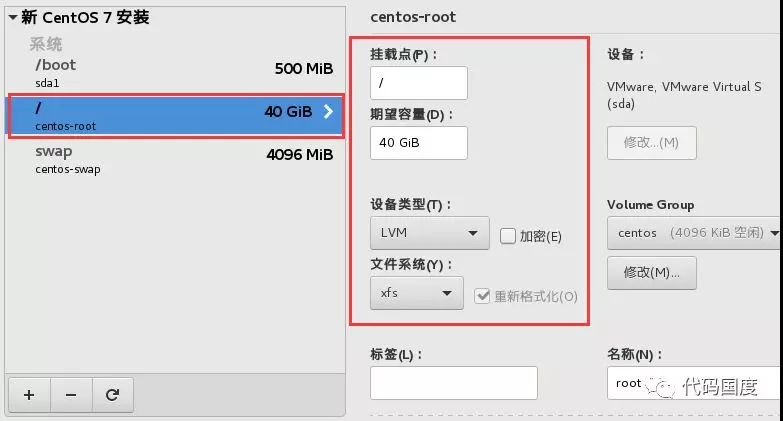 新 CentOS 7 安装
系统
/boot
500 MiB
sda1
/
40 GiB
centos-root
swap
4096 MiB
centos-swap
centos-root
挂载点(P)：
/
期望容量(D)：
40 GiB
设备类型(T)：
LVM
加密(E)
文件系统(Y)：
xfs
重新格式化(O)
标签(L)：
设备：
VMware, VMware Virtual S
(sda)
修改...(M)
Volume Group
centos (4096 KiB 空闲)
修改(M)...
名称(N)：
root
代码国度